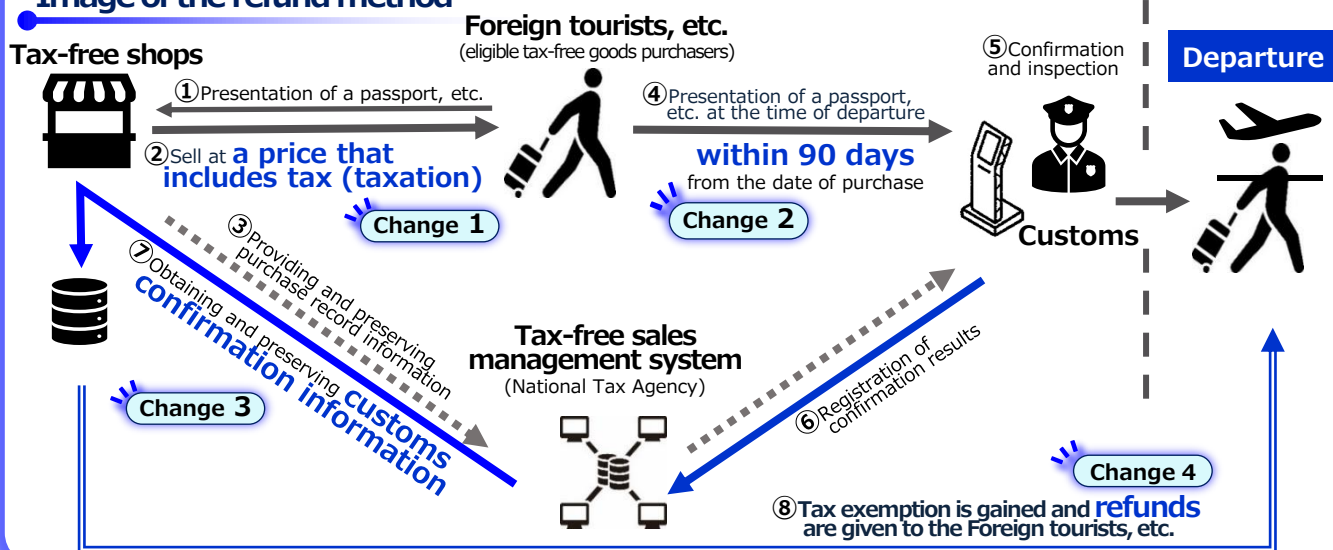 Image of the refund method
Tax-free shops
Foreign tourists, etc.
(eligible tax-free goods purchasers)
①Presentation of a passport, etc.
②Sell at a price that
includes tax (taxation)
Change 1
④Presentation of a passport,
etc. at the time of departure
within 90 days
from the date of purchase
Change 2
⑤Confirmation
and inspection
Customs
Departure
③Providing and preserving
purchase record information
⑦Obtaining and preserving customs
confirmation information
Change 3
Tax-free sales
management system
(National Tax Agency)
⑥Registration of
confirmation results
Change 4
⑧Tax exemption is gained and refunds
are given to the Foreign tourists, etc.